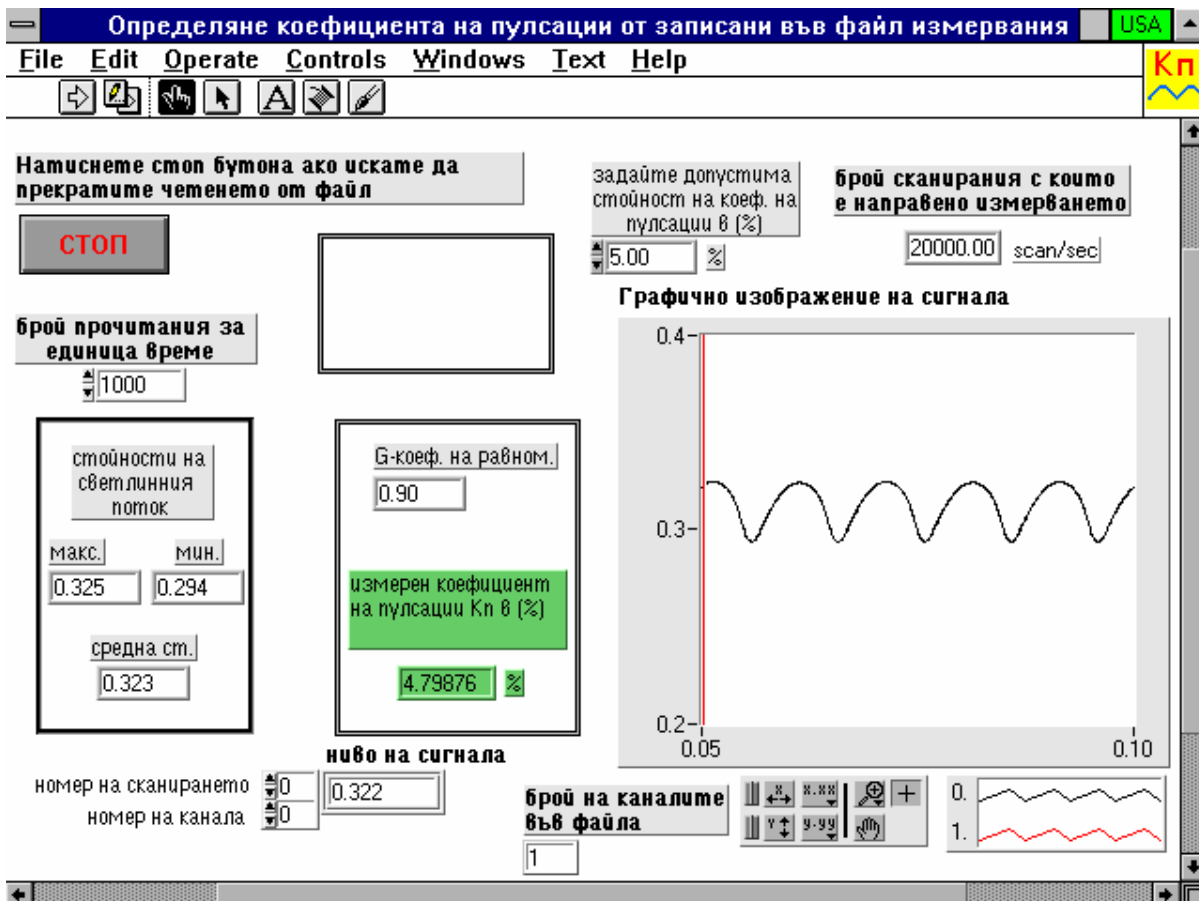 Определяне коефициента на пулсации от записани във файл измервания
USA
File Edit Operate Controls Windows Text Help
Кп
A
Натиснете стоп бутона ако искате да
прекратите четенето от файл
СТОП
брой прочитания за
единица време
1000
задайте допустима
стойност на коеф. на
пулсации в (%)
5.00 %
брой сканирания с които
е направено измерването
20000.00 scan/sec
стойности на
светлинния
поток
макс. мин.
0.325 0.294
средна ст.
0.323
G-коеф. на равном.
0.90
измерен коефициент
на пулсации Кп в (%)
4.79876 %
Графично изображение на сигнала
0.4
0.3
0.2
0.05 0.10
ниво на сигнала
номер на сканирането 0 0.322
номер на канала 0
брой на каналите
във файла
1
X X.XX
Y Y.YY
0.
1.